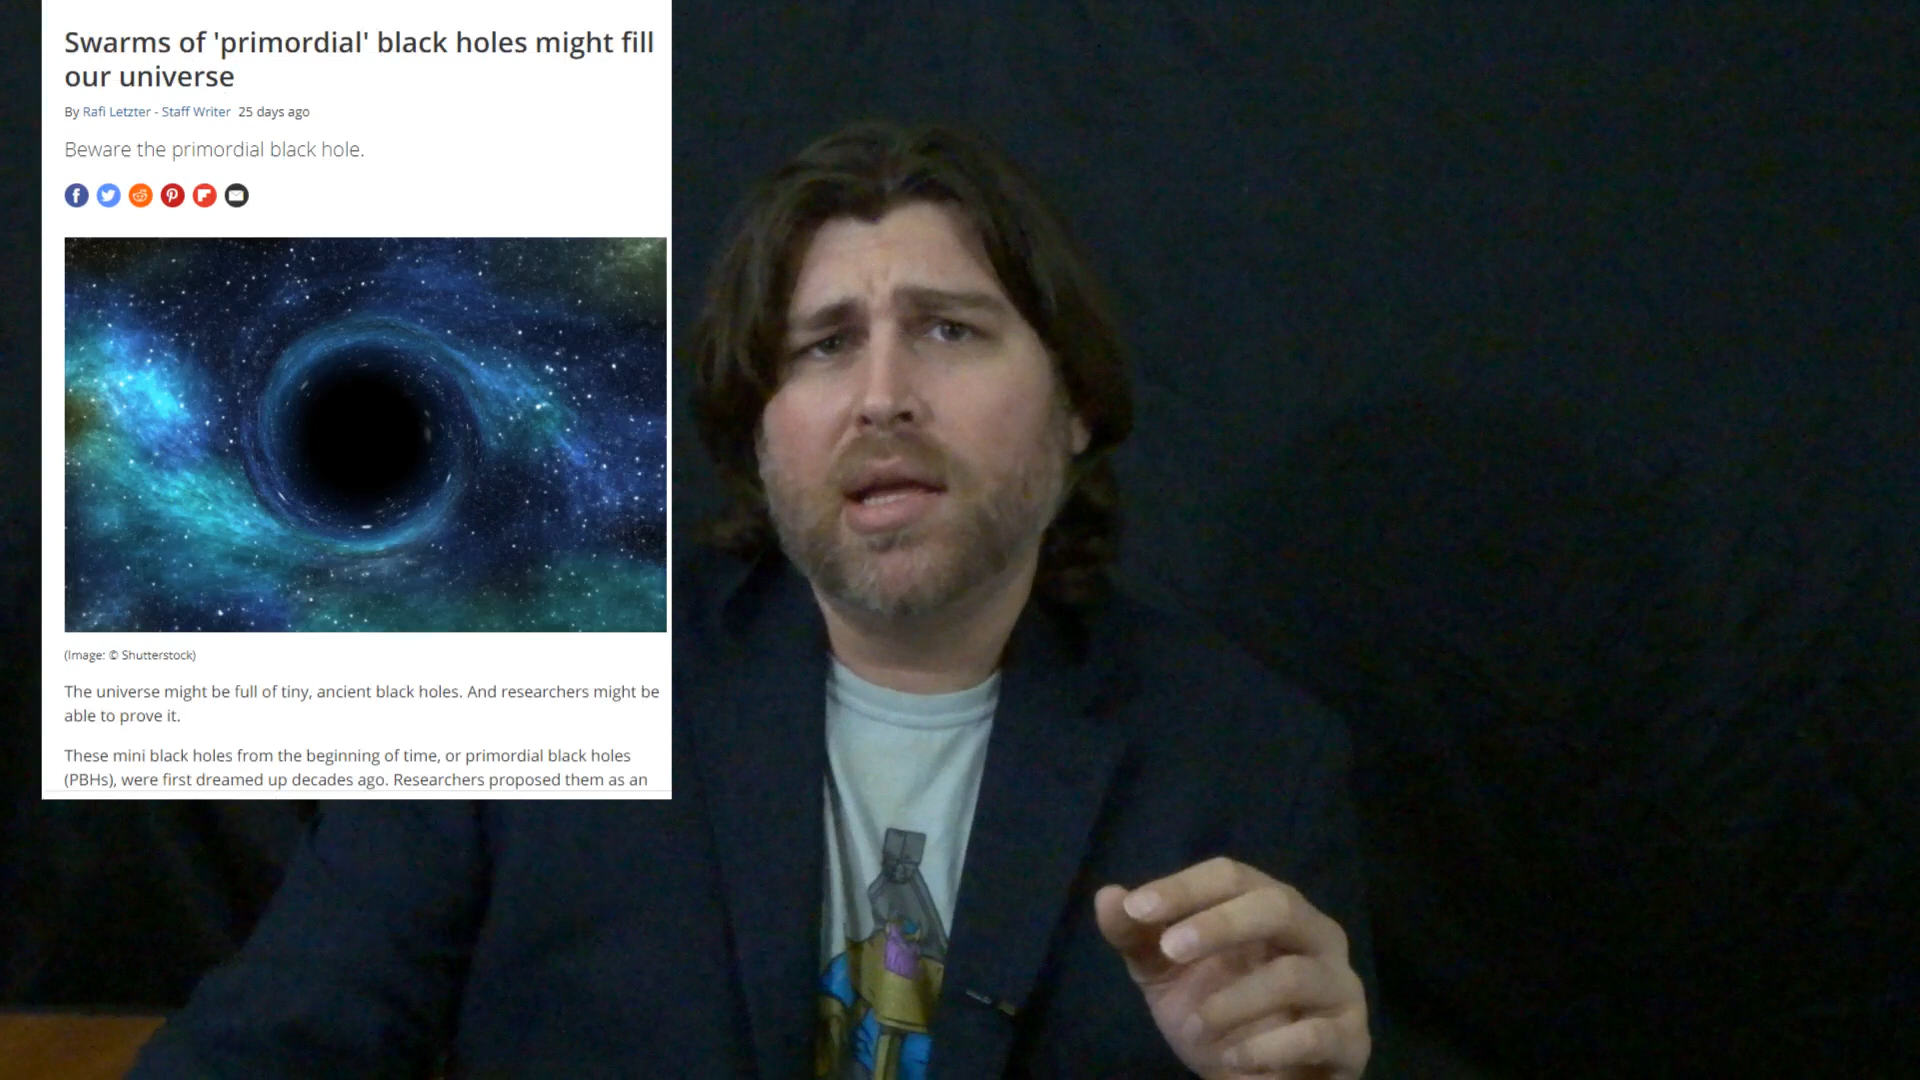 Swarms of 'primordial' black holes might fill
our universe
By Rafi Letzter - Staff Writer 25 days ago
Beware the primordial black hole.
(Image: © Shutterstock)
The universe might be full of tiny, ancient black holes. And researchers might be
able to prove it.
These mini black holes from the beginning of time, or primordial black holes
(PBHs), were first dreamed up decades ago. Researchers proposed them as an